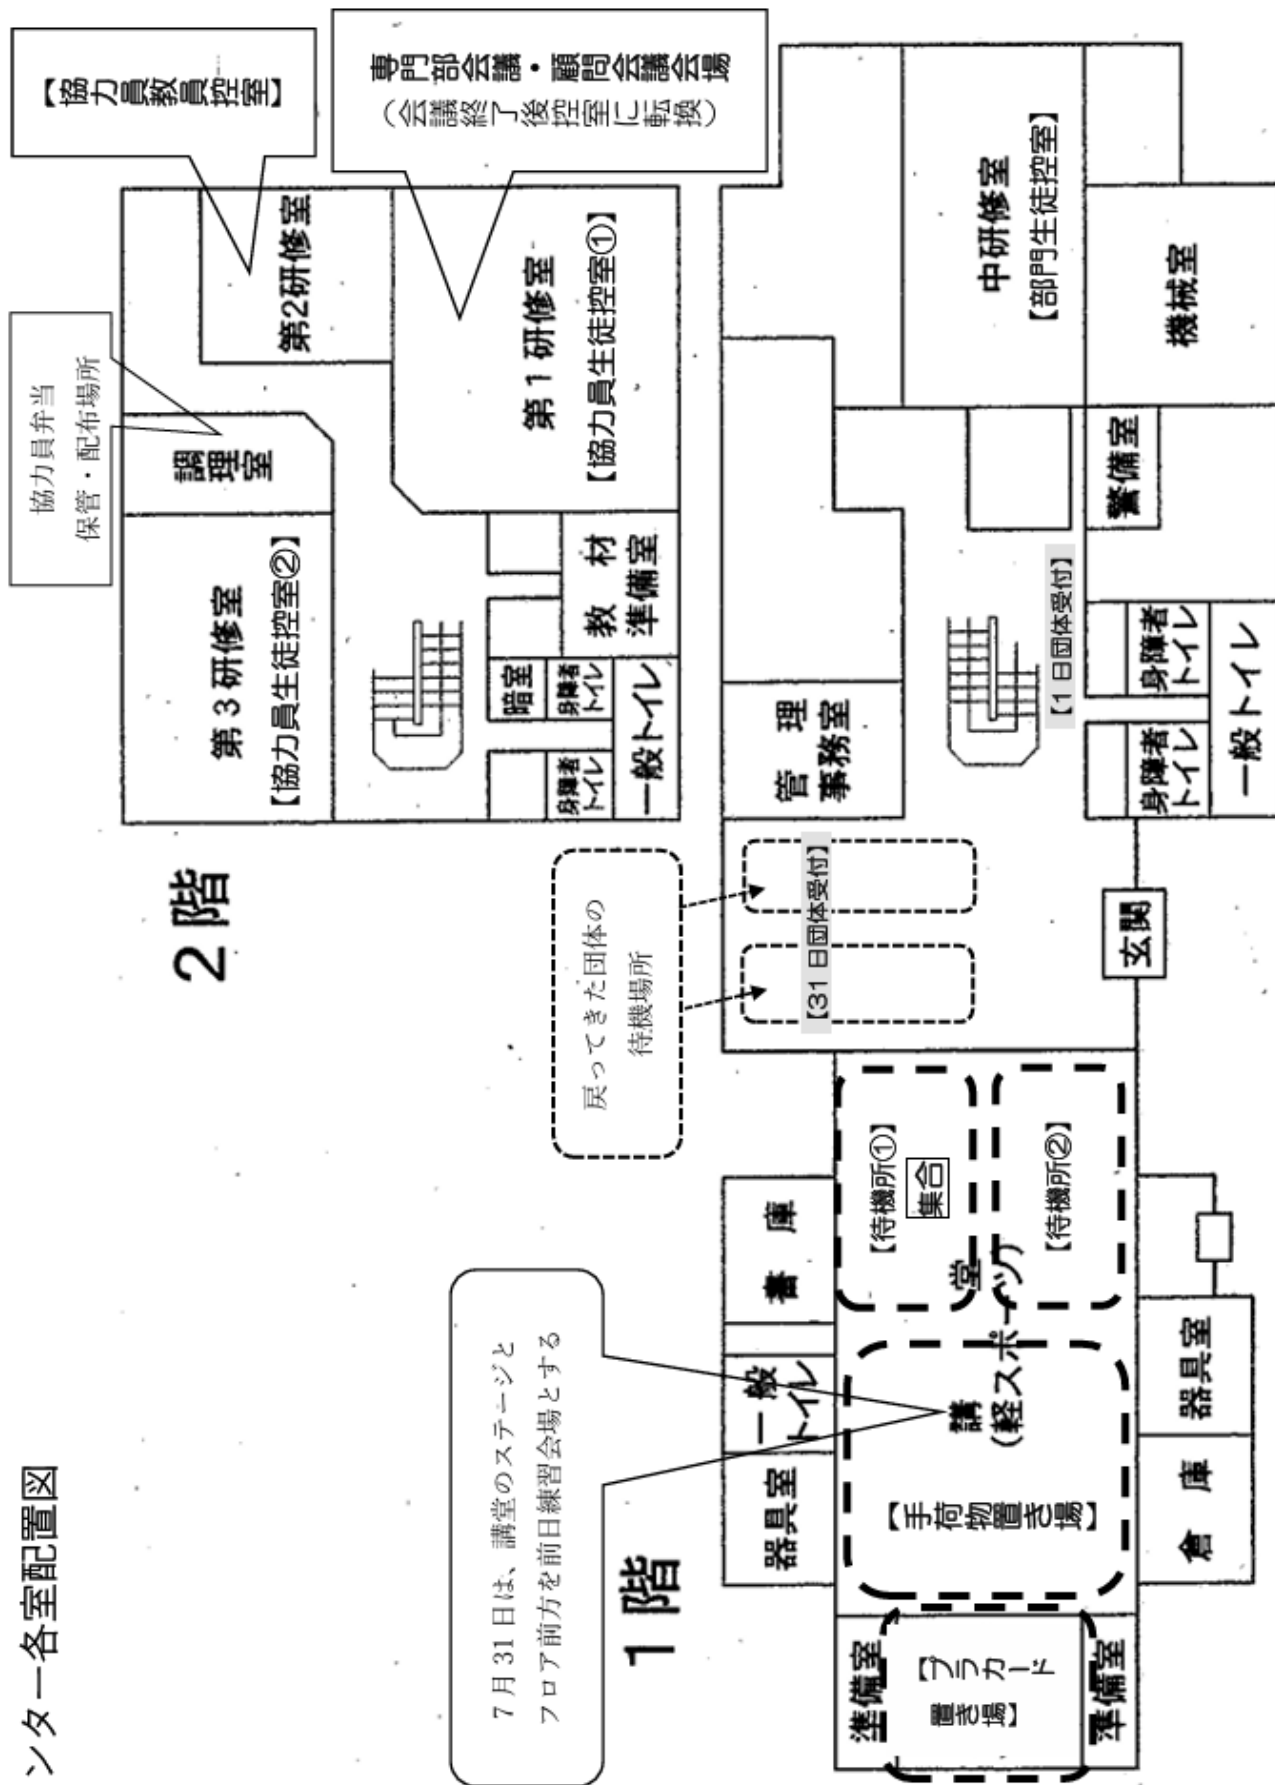 ンター各室配置図
2階
協力員弁当
保管・配布場所
【協力員教員控室】
専門部会議・顧問会議会場
（会議終了後控室に転換）
第3研修室
【協力員生徒控室②】
調理室
第2研修室
第1研修室
【協力員生徒控室①】
教材
準備室
暗室
身障者
トイレ
身障者
トイレ
一般トイレ
1階
7月31日は、講堂のステージと
フロア前方を前日練習会場とする
戻ってきた団体の
待機場所
器具室
一般
トイレ
書庫
準備室
【プラカード
置き場】
準備室
【手荷物置き場】
講堂
（軽スポーツ）
【待機所①】
集合
【待機所②】
倉庫
器具室
【31日団体受付】
玄関
管理
事務室
【1日団体受付】
身障者
トイレ
身障者
トイレ
一般トイレ
警備室
中研修室
【部門生徒控室】
機械室